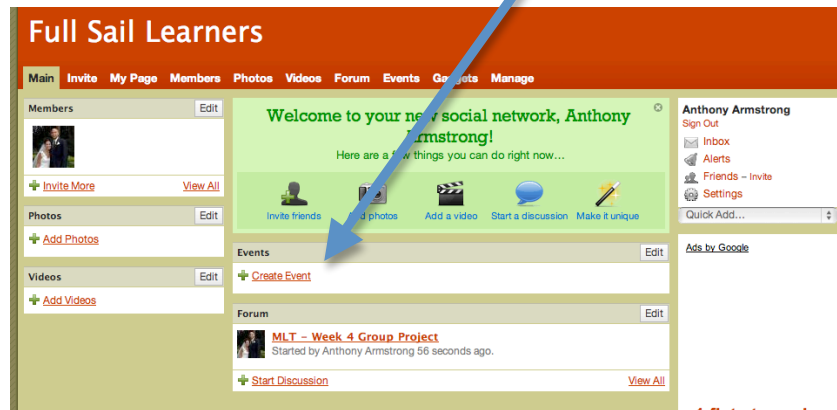 Full Sail Learners
Main Invite My Page Members Photos Videos Forum Events Gadgets Manage
Members Edit
Invite More View All
Photos Edit
Add Photos
Videos Edit
Add Videos
Welcome to your new social network, Anthony
Armstrong!
Here are a few things you can do right now...
Invite friends Add photos Add a video Start a discussion Make it unique
Events Edit
Create Event
Forum Edit
MLT - Week 4 Group Project
Started by Anthony Armstrong 56 seconds ago.
Start Discussion View All
Anthony Armstrong
Sign Out
Inbox
Alerts
Friends - Invite
Settings
Quick Add...
Ads by Google